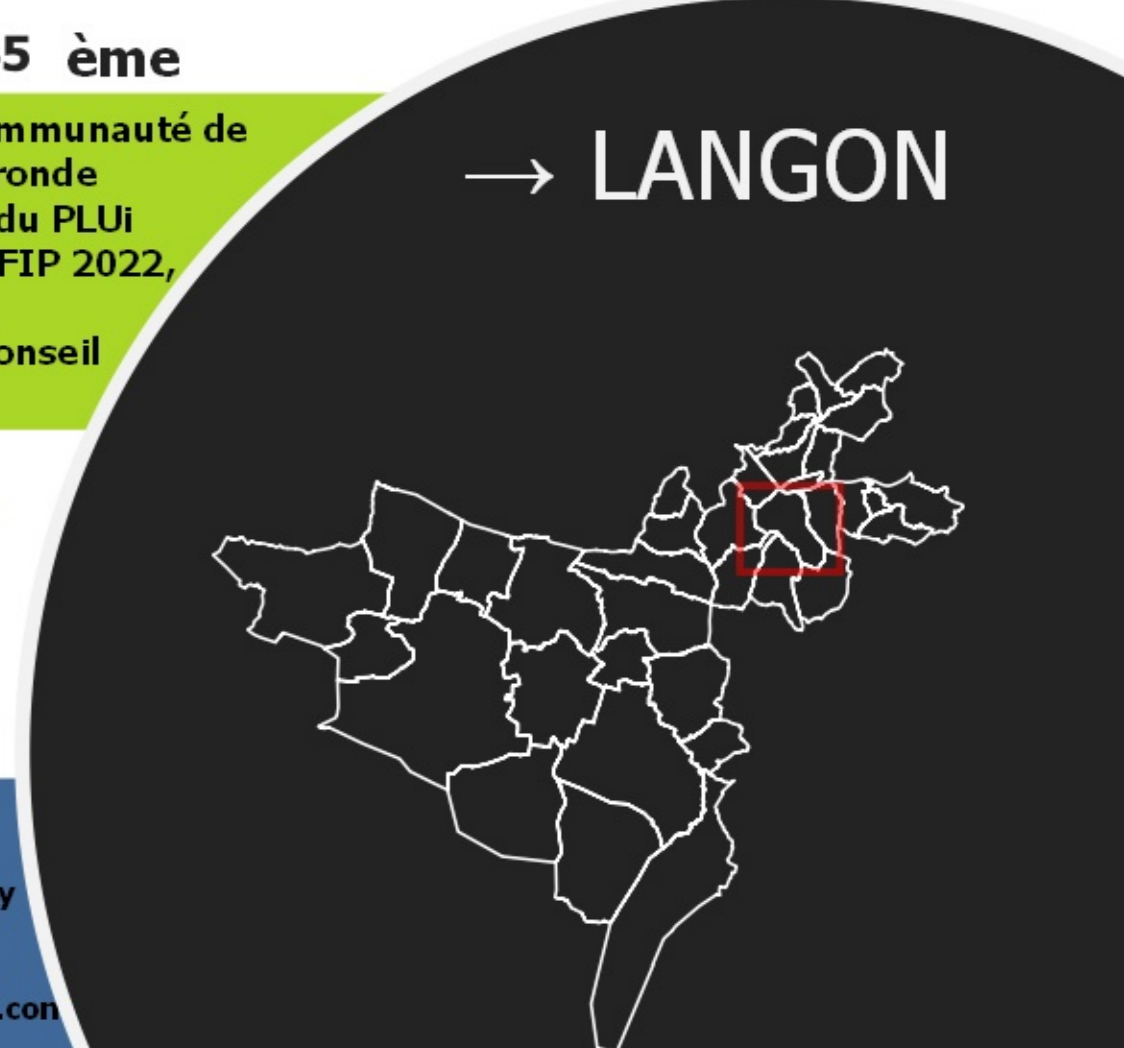 5 ème
mmunauté de
ronde
du PLUi
FIP 2022,
onseil
→ LANGON
y
.con